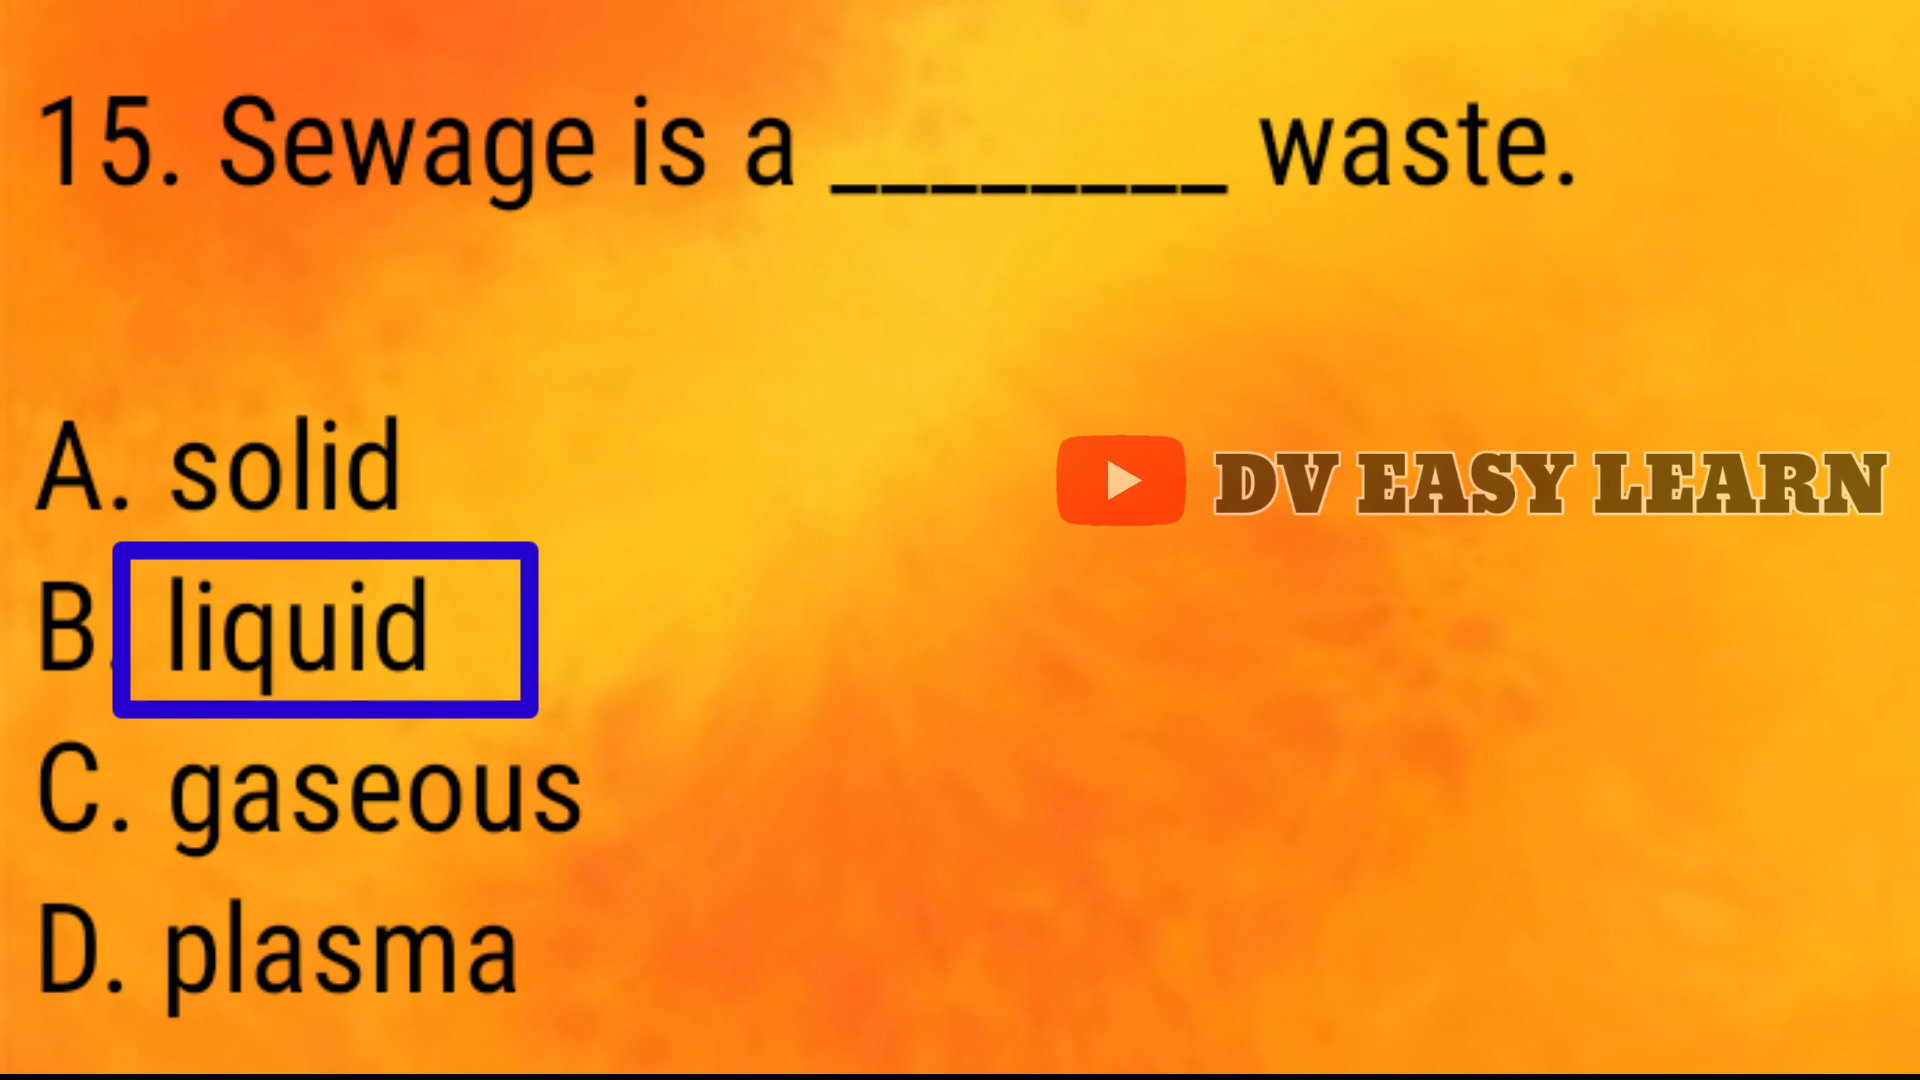 15. Sewage is a ________ waste.
A. solid
DV EASY LEARN
B. liquid
C. gaseous
D. plasma